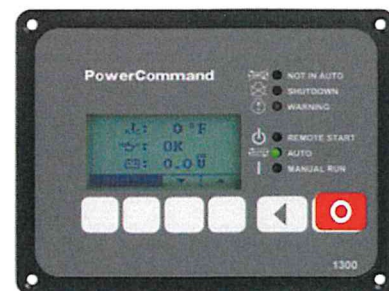 PowerCommand
NOT IN AUTO
SHUTDOWN
WARNING
0 °F
OK
0.0
REMOTE START
AUTO
MANUAL RUN
1300